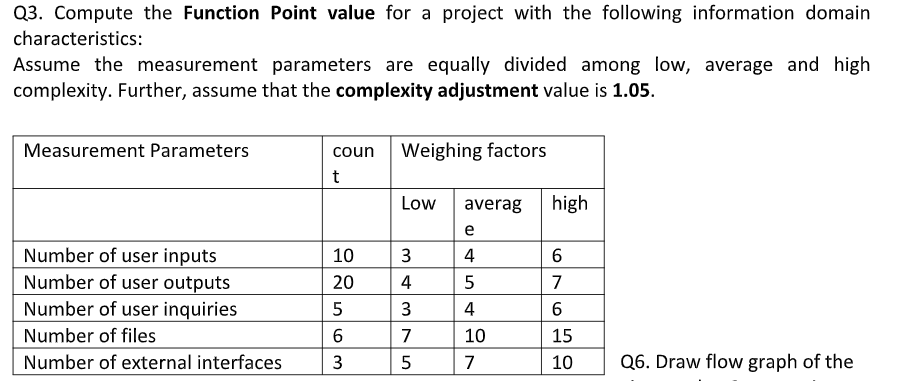 Q3. Compute the Function Point value for a project with the following information domain
characteristics:
Assume the measurement parameters are equally divided among low, average and high
complexity. Further, assume that the complexity adjustment value is 1.05.
Measurement Parameters coun Weighing factors
t
Low averag high
e
Number of user inputs 10 3 4 6
Number of user outputs 20 4 5 7
Number of user inquiries 5 3 4 6
Number of files 6 7 10 15
Number of external interfaces 3 5 7 10 Q6. Draw flow graph of the